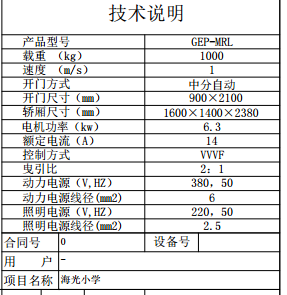 技术说明
产品型号 GEP-MRL
载重 （kg） 1000
速度 （m/s） 1
开门方式 中分自动
开门尺寸（mm） 900×2100
轿厢尺寸（mm） 1600×1400×2380
电机功率（kw） 6.3
额定电流（A） 14
控制方式 VVVF
曳引比 2：1
动力电源（V,HZ） 380，50
动力电源线径(mm2) 6
照明电源（V,HZ） 220，50
照明电源线径(mm2) 2.5
合同号 0 设备号
用 户 -
项目名称 海光小学